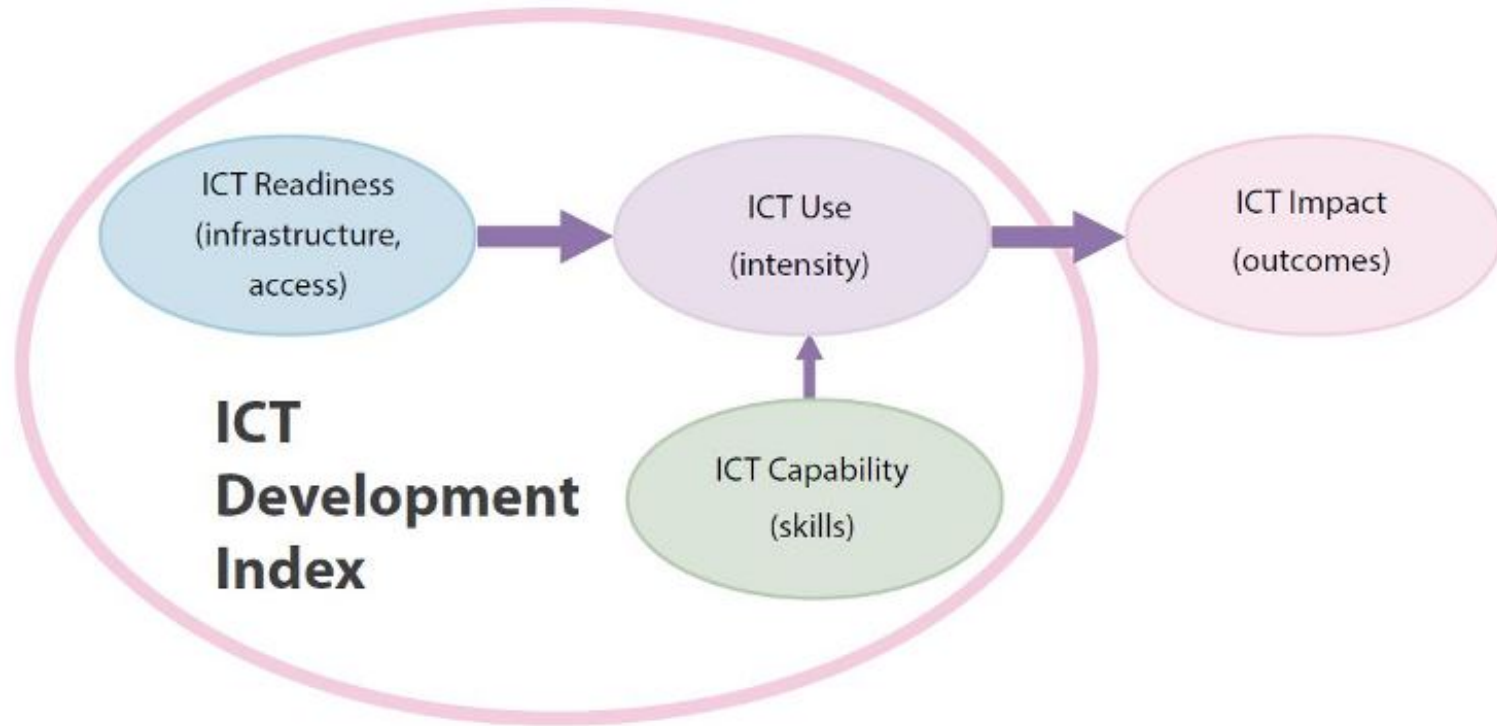 ICT Readiness
(infrastructure,
access)
ICT Use
(intensity)
ICT Impact
(outcomes)
ICT
Development
Index
ICT Capability
(skills)